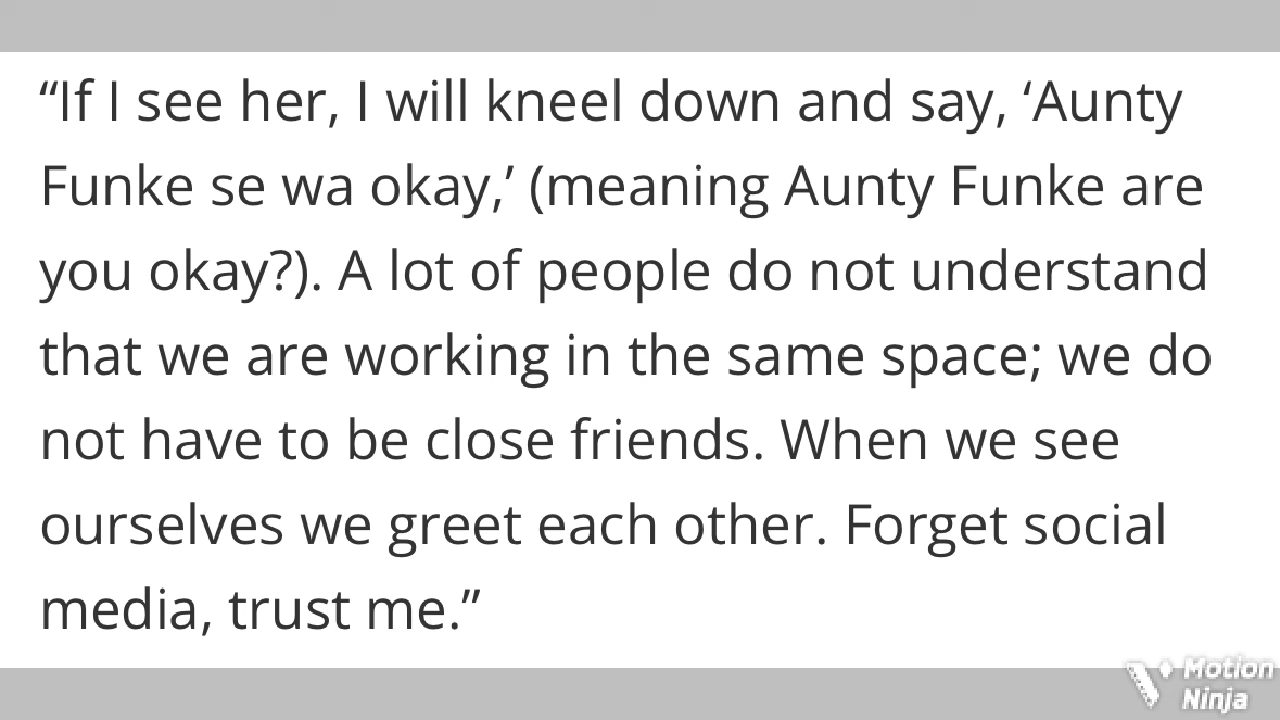 “If I see her, I will kneel down and say, ‘Aunty
Funke se wa okay,’ (meaning Aunty Funke are
you okay?). A lot of people do not understand
that we are working in the same space; we do
not have to be close friends. When we see
ourselves we greet each other. Forget social
media, trust me.”
Motion
Ninja